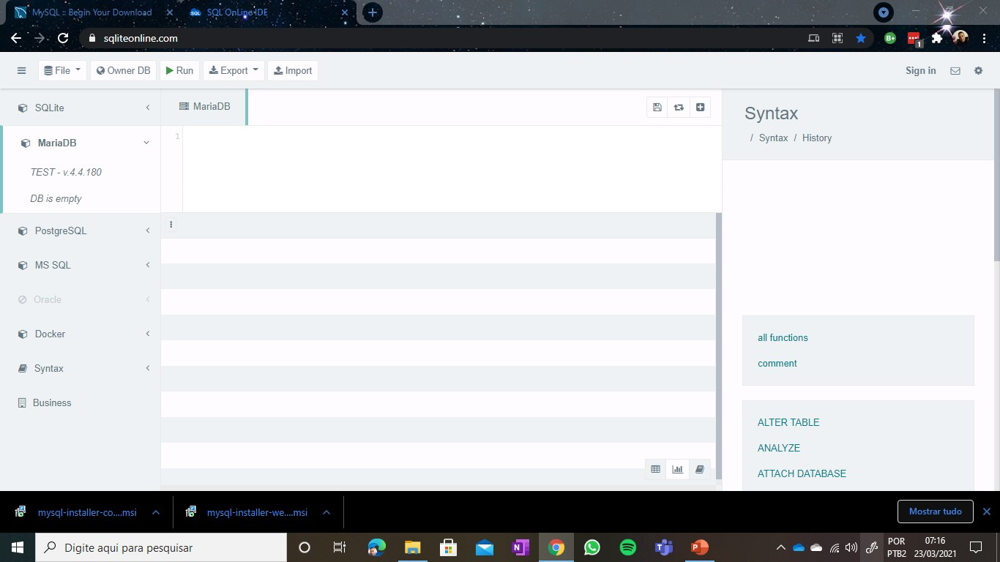 MySQL :: Begin Your Download
SQL OnLine IDE
sqliteonline.com
1
File
Owner DB
Run
Export
Import
Sign in
SQLite
MariaDB
TEST - v.4.4.180
DB is empty
PostgreSQL
MS SQL
Oracle
Docker
Syntax
Business
MariaDB
1
Syntax
/ Syntax / History
all functions
comment
ALTER TABLE
ANALYZE
ATTACH DATABASE
mysql-installer-co....msi
mysql-installer-we....msi
Mostrar tudo
Digite aqui para pesquisar
POR
PTB2
07:16
23/03/2021